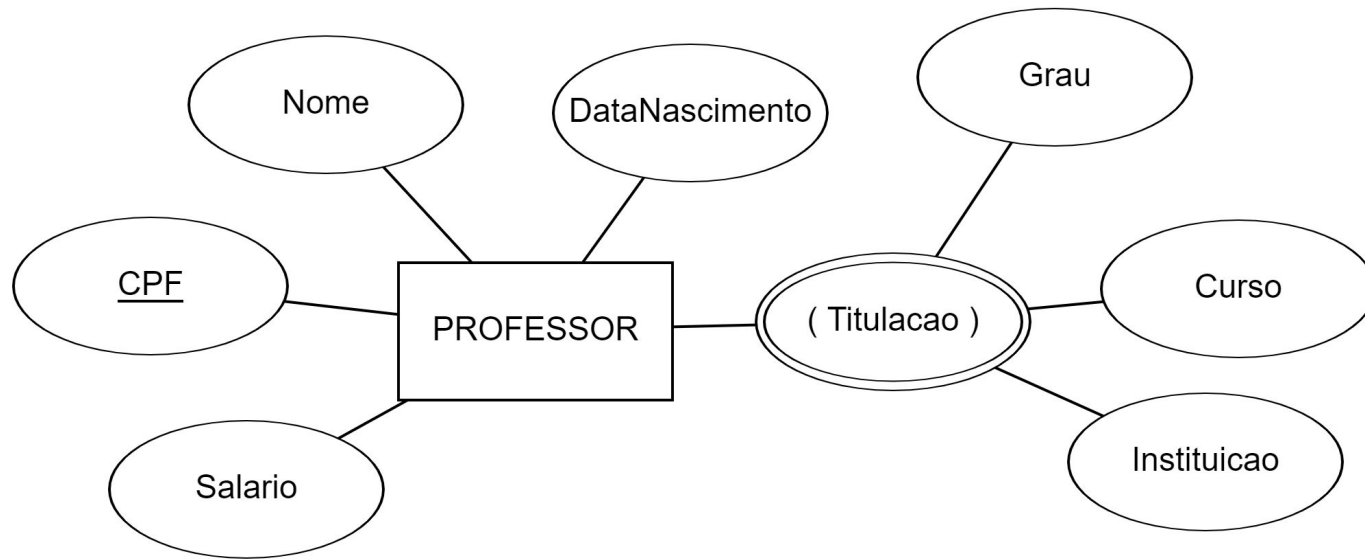 Nome
DataNascimento
Grau
CPF
PROFESSOR
( Titulacao )
Curso
Salario
Instituicao